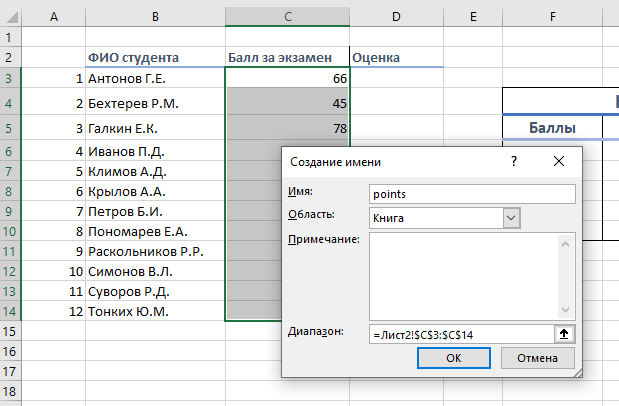 A B C D E F
1
2 ФИО студента Балл за экзамен Оценка
3 1 Антонов Г.Е. 66
4 2 Бехтерев Р.М. 45
5 3 Галкин Е.К. 78 Баллы
6 4 Иванов П.Д.
7 5 Климов А.Д.
8 6 Крылов А.А.
9 7 Петров Б.И.
10 8 Пономарев Е.А.
11 9 Раскольников Р.Р.
12 10 Симонов В.Л.
13 11 Суворов Р.Д.
14 12 Тонких Ю.М.
15
16
17
18
Создание имени ? ×
Имя: points
Область: Книга
Примечание:
Диапазон: =Лист2!$C$3:$C$14
ОК Отмена